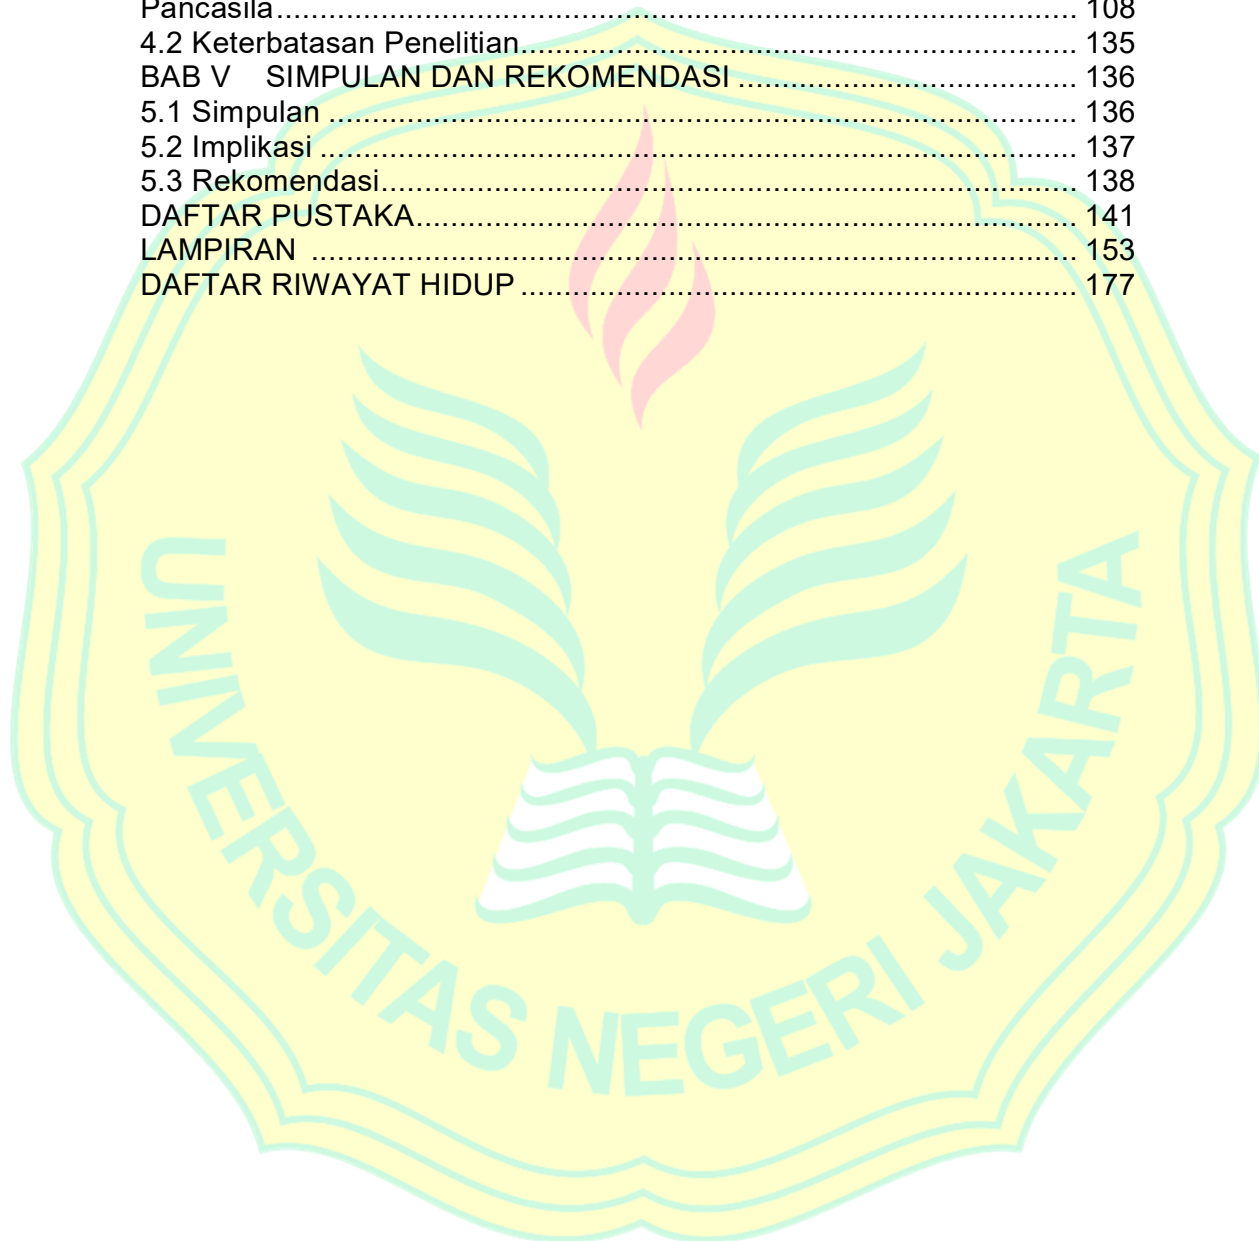 Pancasila........................................................................................... 108
4.2 Keterbatasan Penelitian................................................................ 135
BAB V    SIMPULAN DAN REKOMENDASI ....................................... 136
5.1 Simpulan ...................................................................................... 136
5.2 Implikasi ....................................................................................... 137
5.3 Rekomendasi................................................................................ 138
DAFTAR PUSTAKA............................................................................ 141
LAMPIRAN ........................................................................................ 153
DAFTAR RIWAYAT HIDUP ................................................................ 177
UNIVERSITAS NEGERI JAKARTA